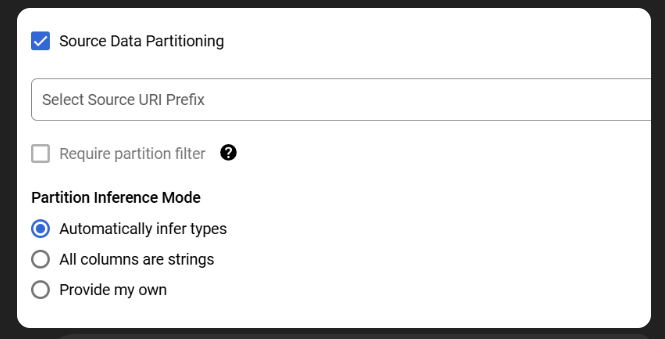 Source Data Partitioning
Select Source URI Prefix
Require partition filter ?
Partition Inference Mode
Automatically infer types
All columns are strings
Provide my own